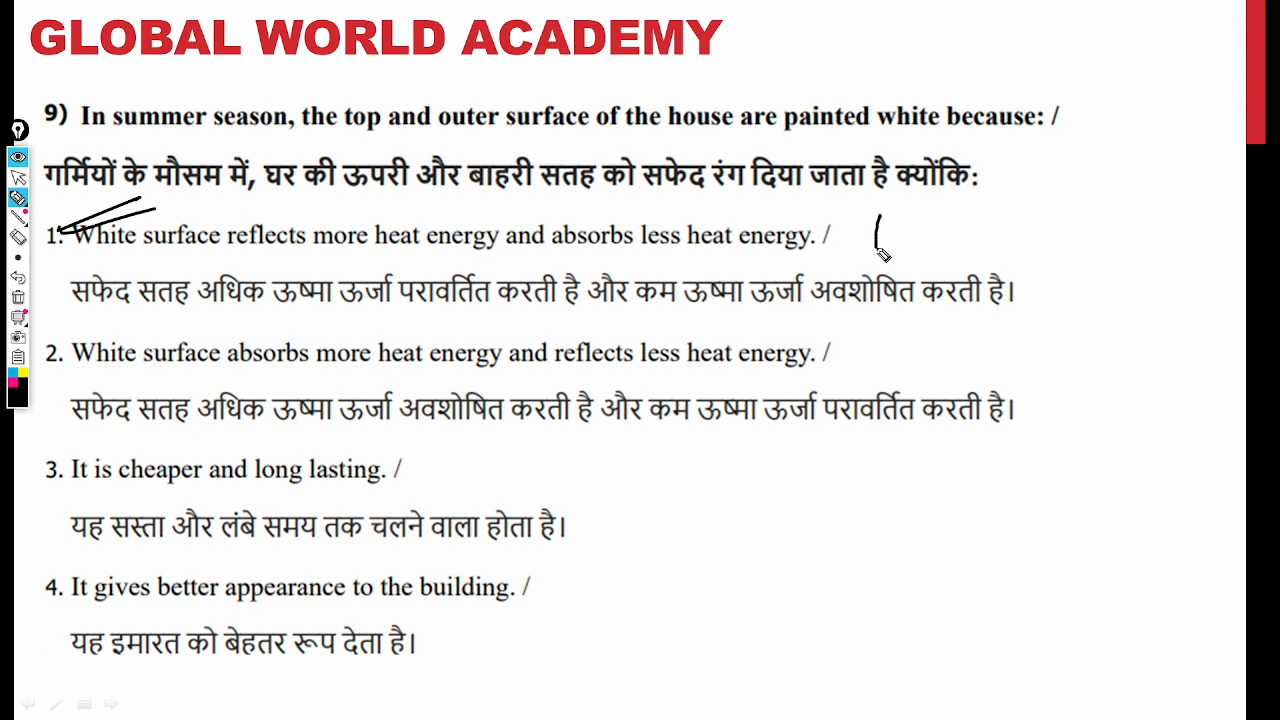 GLOBAL WORLD ACADEMY
9) In summer season, the top and outer surface of the house are painted white because: /
गर्मियों के मौसम में, घर की ऊपरी और बाहरी सतह को सफेद रंग दिया जाता है क्योंकि:
1. White surface reflects more heat energy and absorbs less heat energy. /
सफेद सतह अधिक ऊष्मा ऊर्जा परावर्तित करती है और कम ऊष्मा ऊर्जा अवशोषित करती है।
2. White surface absorbs more heat energy and reflects less heat energy. /
सफेद सतह अधिक ऊष्मा ऊर्जा अवशोषित करती है और कम ऊष्मा ऊर्जा परावर्तित करती है।
3. It is cheaper and long lasting. /
यह सस्ता और लंबे समय तक चलने वाला होता है।
4. It gives better appearance to the building. /
यह इमारत को बेहतर रूप देता है।